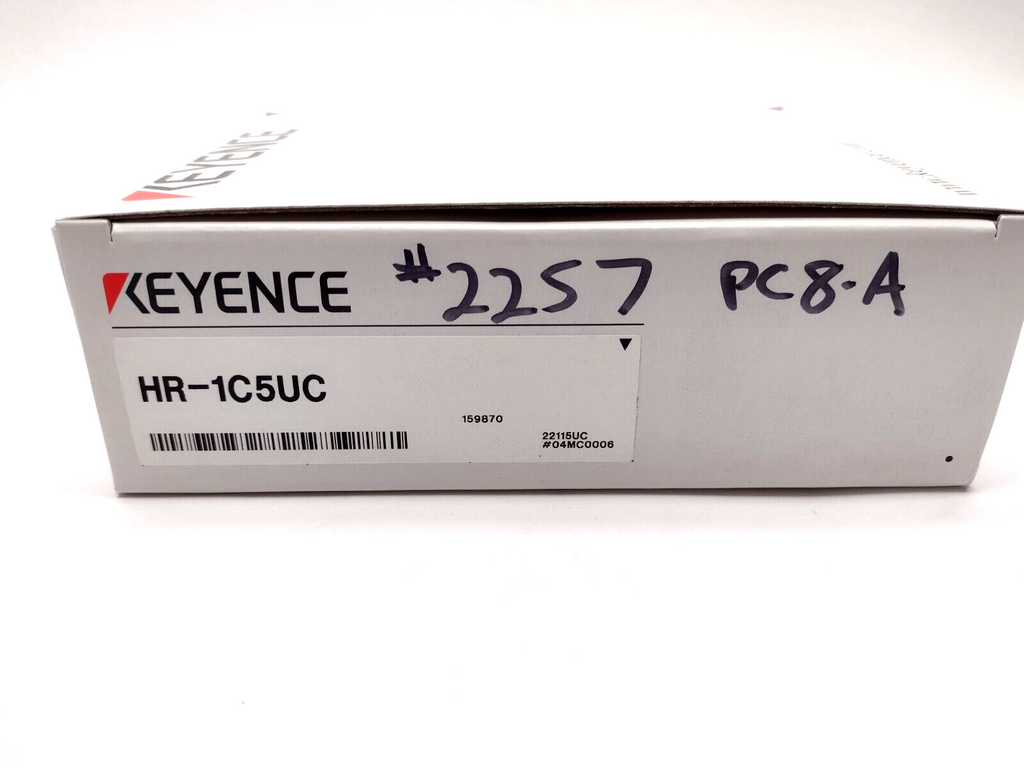 KEYENCE
KEYENCE #2257 PC8-A
HR-1C5UC
159870
22115UC
#04MC0006